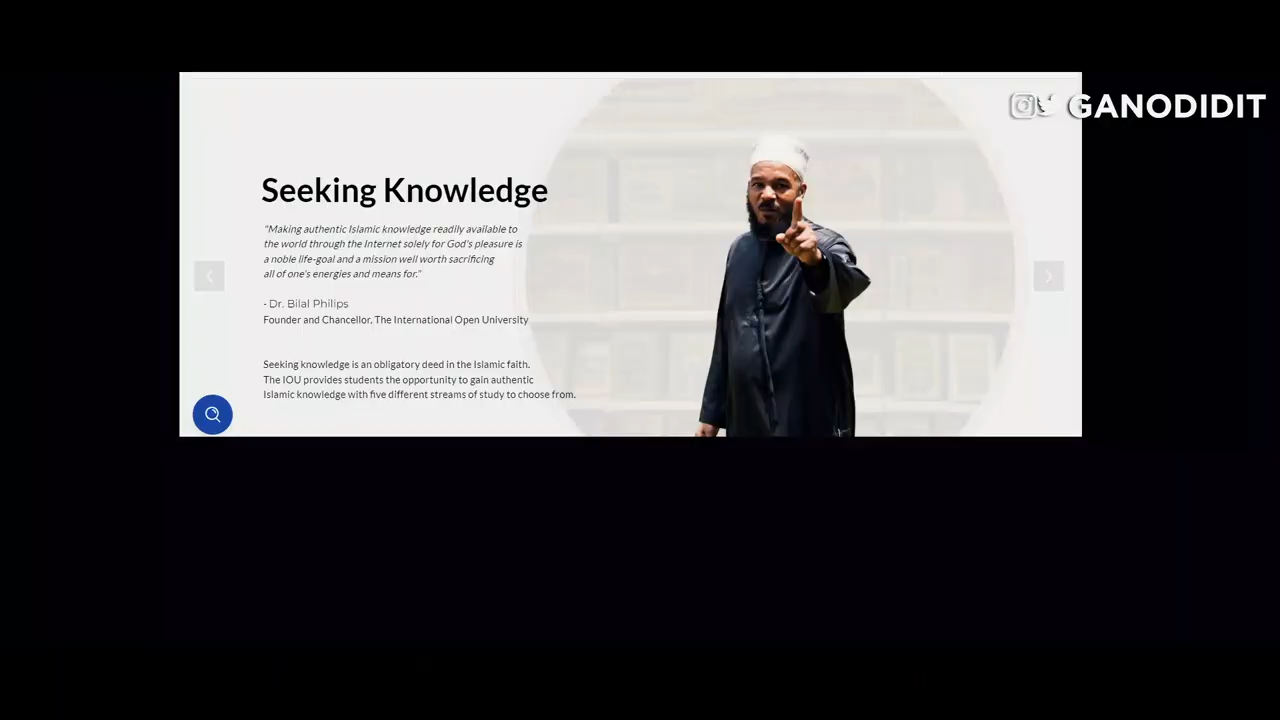 GANODIDIT
Seeking Knowledge
"Making authentic Islamic knowledge readily available to
the world through the Internet solely for God's pleasure is
a noble life-goal and a mission well worth sacrificing
all of one's energies and means for."
- Dr. Bilal Philips
Founder and Chancellor, The International Open University
Seeking knowledge is an obligatory deed in the Islamic faith.
The IOU provides students the opportunity to gain authentic
Islamic knowledge with five different streams of study to choose from.